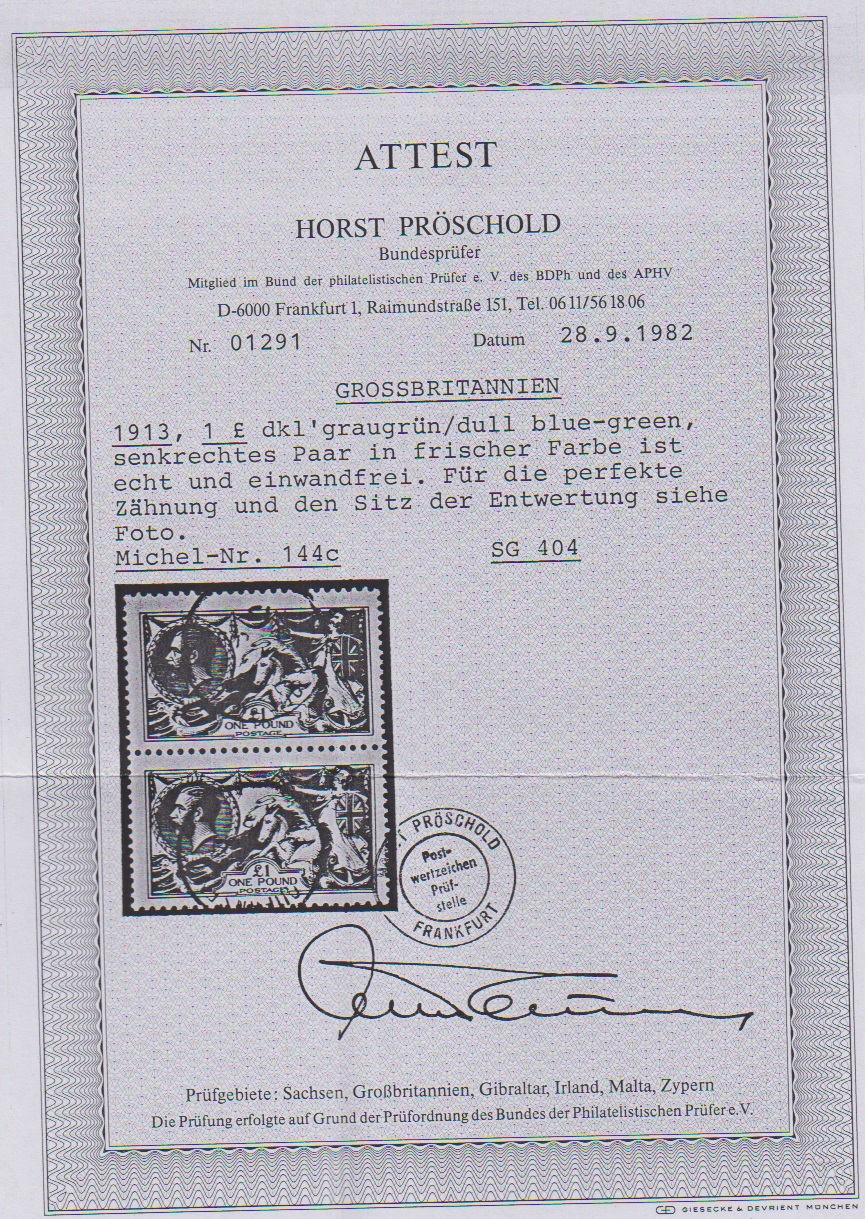 ATTEST
HORST PRÖSCHOLD
Bundesprüfer
Mitglied im Bund der philatelistischen Prüfer e. V. des BDPh und des APHV
D-6000 Frankfurt 1, Raimundstraße 151, Tel. 06 11/56 18 06
Nr. 01291 Datum 28.9.1982
GROSSBRITANNIEN
1913, 1 £ dkl'graugrün/dull blue-green,
senkrechtes Paar in frischer Farbe ist
echt und einwandfrei. Für die perfekte
Zähnung und den Sitz der Entwertung siehe
Foto.
Michel-Nr. 144c SG 404
£1
ONE POUND
POSTAGE
£1
ONE POUND
POSTAGE
T PRÖSCHOLD
Post-
wertzeichen
Prüf-
stelle
FRANKFURT
Prüfgebiete: Sachsen, Großbritannien, Gibraltar, Irland, Malta, Zypern
Die Prüfung erfolgte auf Grund der Prüfordnung des Bundes der Philatelistischen Prüfer e.V.
GIESECKE & DEVRIENT MÜNCHEN